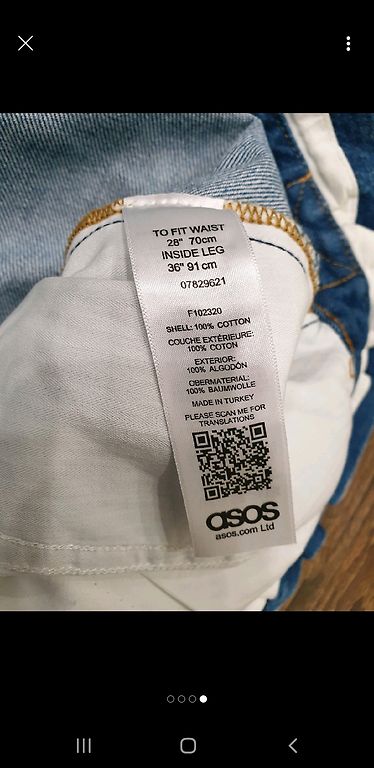 TO FIT WAIST
28" 70cm
INSIDE LEG
36" 91cm
07829621
F102320
SHELL: 100% COTTON
COUCHE EXTÉRIEURE:
100% COTON
EXTERIOR:
100% ALGODÓN
OBERMATERIAL:
100% BAUMWOLLE
MADE IN TURKEY
PLEASE SCAN ME FOR
TRANSLATIONS
asos
asos.com Ltd